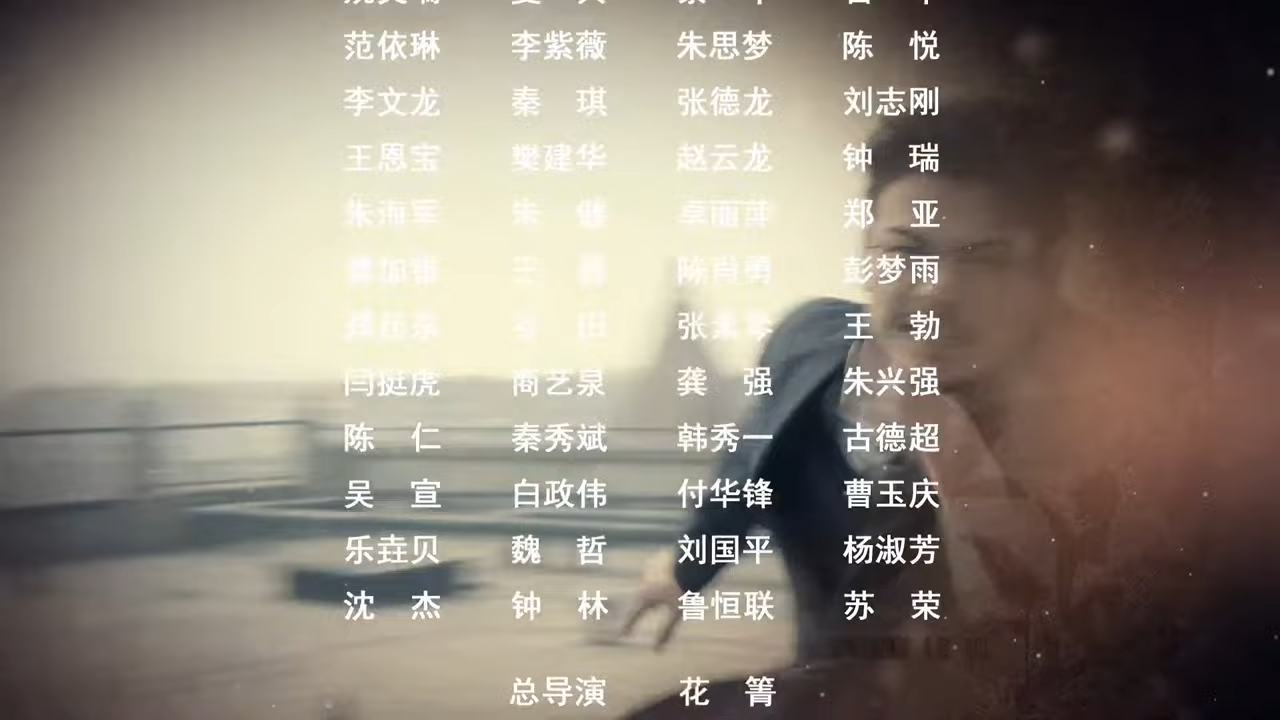 范依琳 李紫薇 朱思梦 陈 悦
李文龙 秦 琪 张德龙 刘志刚
王恩宝 樊建华 赵云龙 钟 瑞
朱海军 朱 郑 亚
陈肖勇 彭梦雨
张 王 勃
闫挺虎 商艺泉 龚 强 朱兴强
陈 仁 秦秀斌 韩秀一 古德超
吴 宣 白政伟 付华锋 曹玉庆
乐垚贝 魏 哲 刘国平 杨淑芳
沈 杰 钟 林 鲁恒联 苏 荣
总导演 花 箐